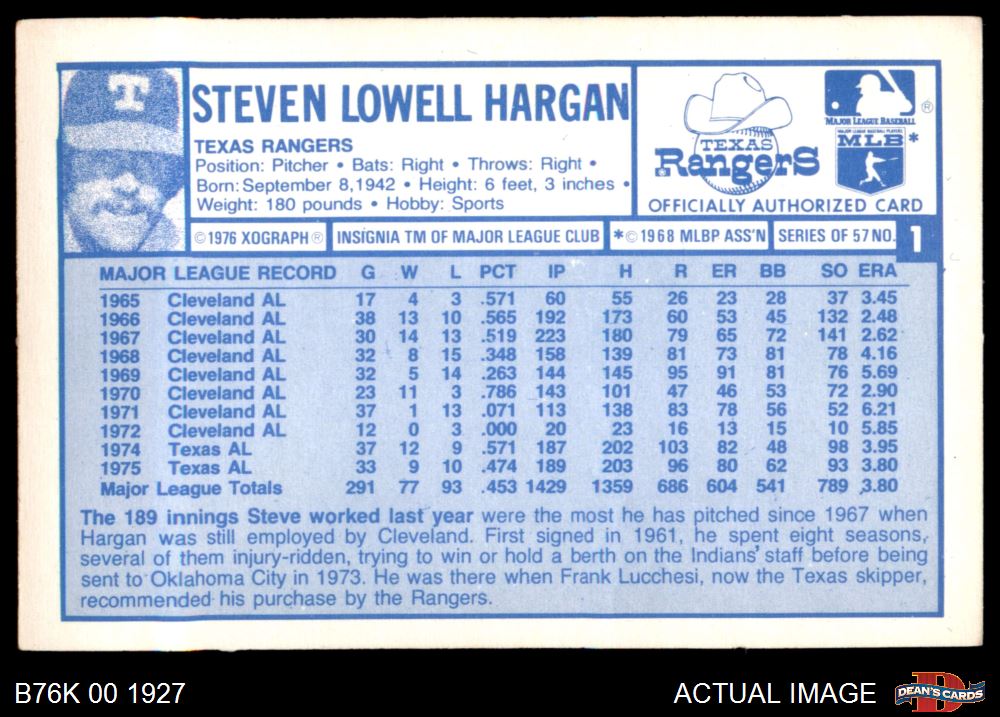 T
STEVEN LOWELL HARGAN
TEXAS RANGERS
Position: Pitcher • Bats: Right • Throws: Right •
Born: September 8, 1942 • Height: 6 feet, 3 inches •
Weight: 180 pounds • Hobby: Sports
TEXAS
RangerS
MAJOR LEAGUE BASEBALL ®
MAJOR LEAGUE BASEBALL PLAYERS
MLB*
OFFICIALLY AUTHORIZED CARD
© 1976 XOGRAPH® INSIGNIA TM OF MAJOR LEAGUE CLUB *© 1968 MLBP ASS'N SERIES OF 57 NO. 1
MAJOR LEAGUE RECORD G W L PCT IP H R ER BB SO ERA
1965 Cleveland AL 17 4 3 .571 60 55 26 23 28 37 3.45
1966 Cleveland AL 38 13 10 .565 192 173 60 53 45 132 2.48
1967 Cleveland AL 30 14 13 .519 223 180 79 65 72 141 2.62
1968 Cleveland AL 32 8 15 .348 158 139 81 73 81 78 4.16
1969 Cleveland AL 32 5 14 .263 144 145 95 91 81 76 5.69
1970 Cleveland AL 23 11 3 .786 143 101 47 46 53 72 2.90
1971 Cleveland AL 37 1 13 .071 113 138 83 78 56 52 6.21
1972 Cleveland AL 12 0 3 .000 20 23 16 13 15 10 5.85
1974 Texas AL 37 12 9 .571 187 202 103 82 48 98 3.95
1975 Texas AL 33 9 10 .474 189 203 96 80 62 93 3.80
Major League Totals 291 77 93 .453 1429 1359 686 604 541 789 3.80
The 189 innings Steve worked last year were the most he has pitched since 1967 when
Hargan was still employed by Cleveland. First signed in 1961, he spent eight seasons,
several of them injury-ridden, trying to win or hold a berth on the Indians' staff before being
sent to Oklahoma City in 1973. He was there when Frank Lucchesi, now the Texas skipper,
recommended his purchase by the Rangers.
B76K 00 1927
ACTUAL IMAGE
D
DEAN'S CARDS